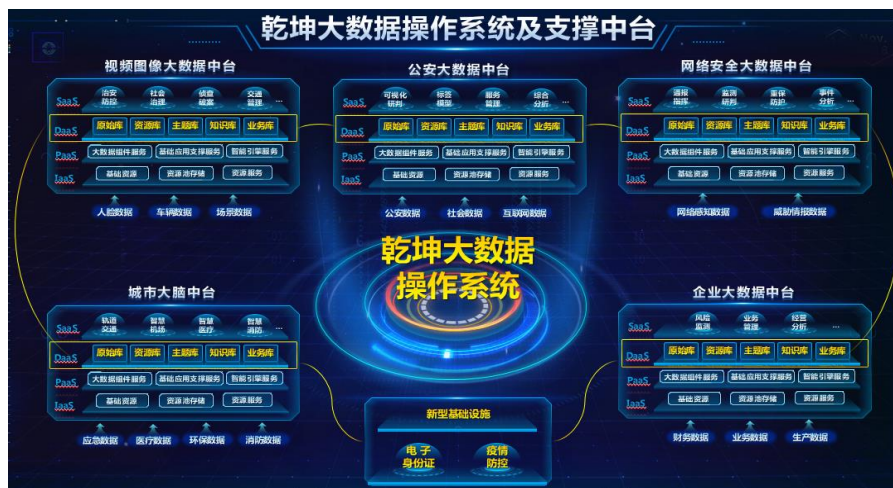 乾坤大数据操作系统及支撑中台
视频图像大数据中台
SaaS 治安防控 社会治理 侦查破案 交通管理 ...
DaaS 原始库 资源库 主题库 知识库 业务库
PaaS 大数据组件服务 基础应用支撑服务 智能引擎服务
IaaS 基础资源 资源池存储 资源服务
人脸数据 车辆数据 场景数据
公安大数据中台
SaaS 可视化研判 标签模型 服务管理 综合分析 ...
DaaS 原始库 资源库 主题库 知识库 业务库
PaaS 大数据组件服务 基础应用支撑服务 智能引擎服务
IaaS 基础资源 资源池存储 资源服务
公安数据 社会数据 互联网数据
网络安全大数据中台
SaaS 通报指挥 监测研判 重保防护 事件分析 ...
DaaS 原始库 资源库 主题库 知识库 业务库
PaaS 大数据组件服务 基础应用支撑服务 智能引擎服务
IaaS 基础资源 资源池存储 资源服务
网络感知数据 威胁情报数据
乾坤大数据
操作系统
城市大脑中台
SaaS 轨道交通 智慧机场 智慧医疗 智慧消防 ...
DaaS 原始库 资源库 主题库 知识库 业务库
PaaS 大数据组件服务 基础应用支撑服务 智能引擎服务
IaaS 基础资源 资源池存储 资源服务
应急数据 医疗数据 环保数据 消防数据
新型基础设施
电子身份证 疫情防控
企业大数据中台
SaaS 风险监测 业务管理 经营分析 ...
DaaS 原始库 资源库 主题库 知识库 业务库
PaaS 大数据组件服务 基础应用支撑服务 智能引擎服务
IaaS 基础资源 资源池存储 资源服务
财务数据 业务数据 生产数据